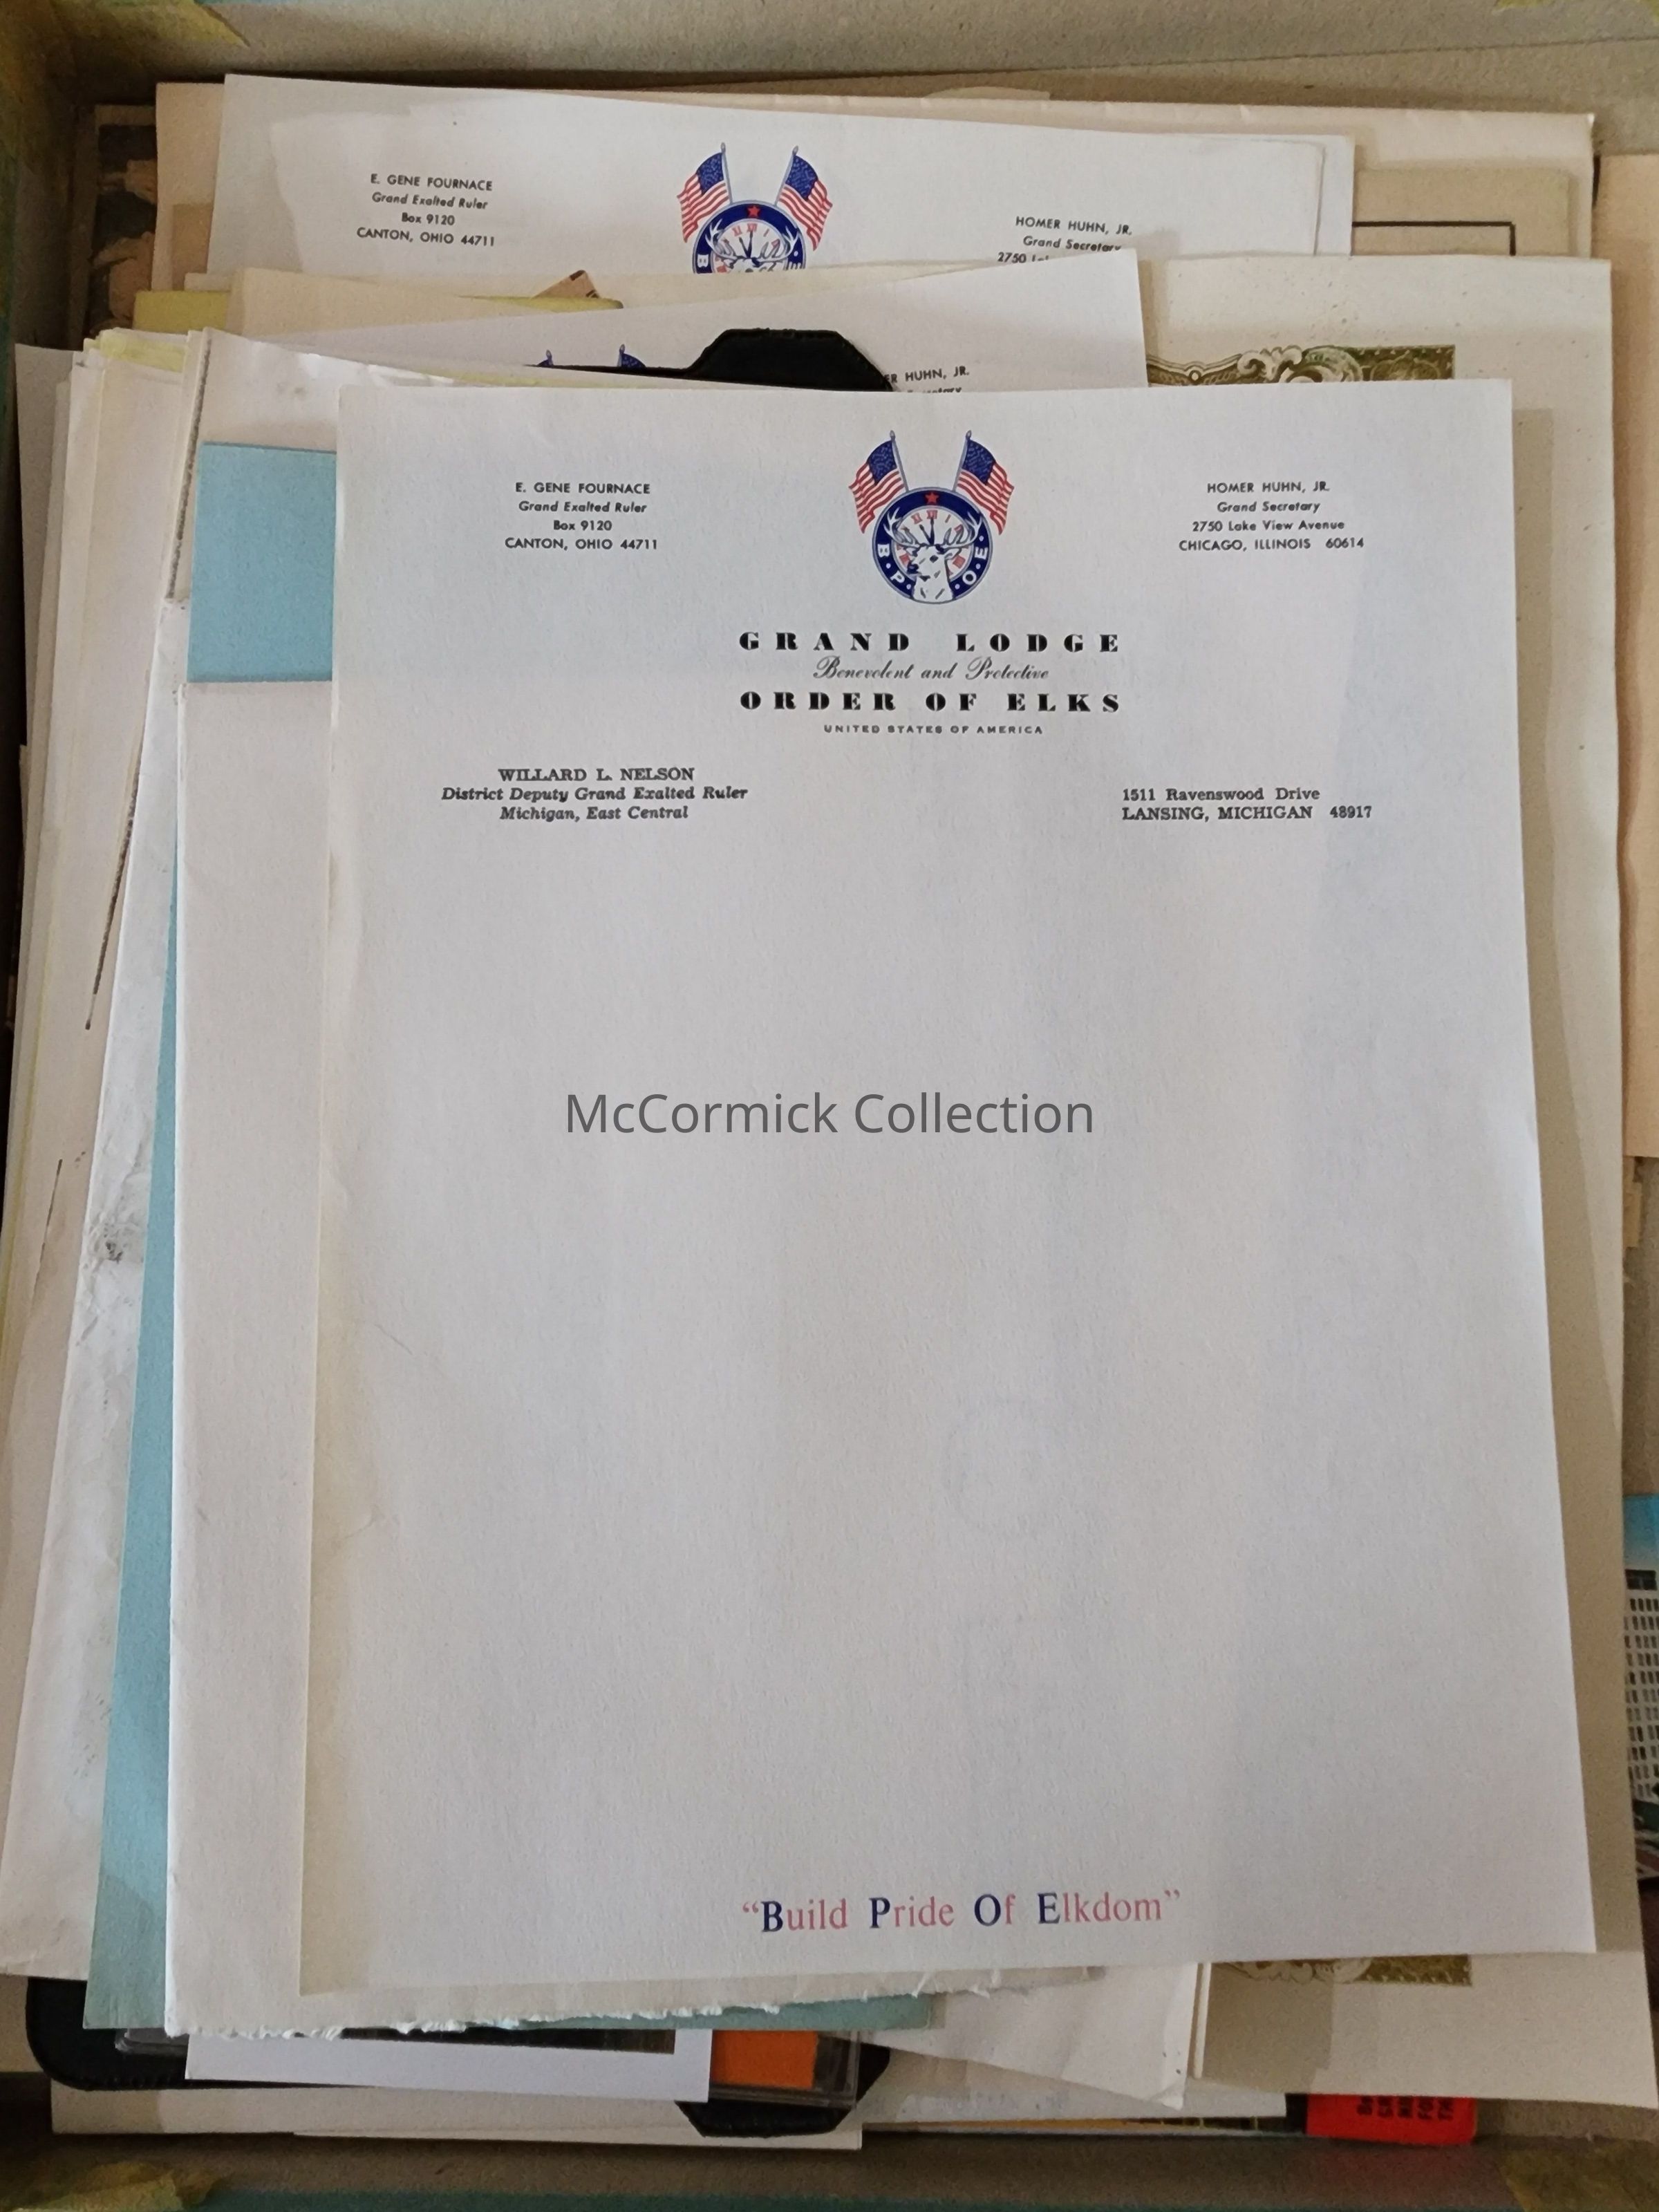 E. GENE FOURNACE
Grand Exalted Ruler
Box 9120
CANTON, OHIO 44711
HOMER HUHN, JR.
Grand Secretary
2750
B
HUHN, JR.
E. GENE FOURNACE
Grand Exalted Ruler
Box 9120
CANTON, OHIO 44711
HOMER HUHN, JR.
Grand Secretary
2750 Lake View Avenue
CHICAGO, ILLINOIS 60614
B·P·O·E·
GRAND LODGE
Benevolent and Protective
ORDER OF ELKS
UNITED STATES OF AMERICA
WILLARD L. NELSON
District Deputy Grand Exalted Ruler
Michigan, East Central
1511 Ravenswood Drive
LANSING, MICHIGAN 48917
McCormick Collection
"Build Pride Of Elkdom"